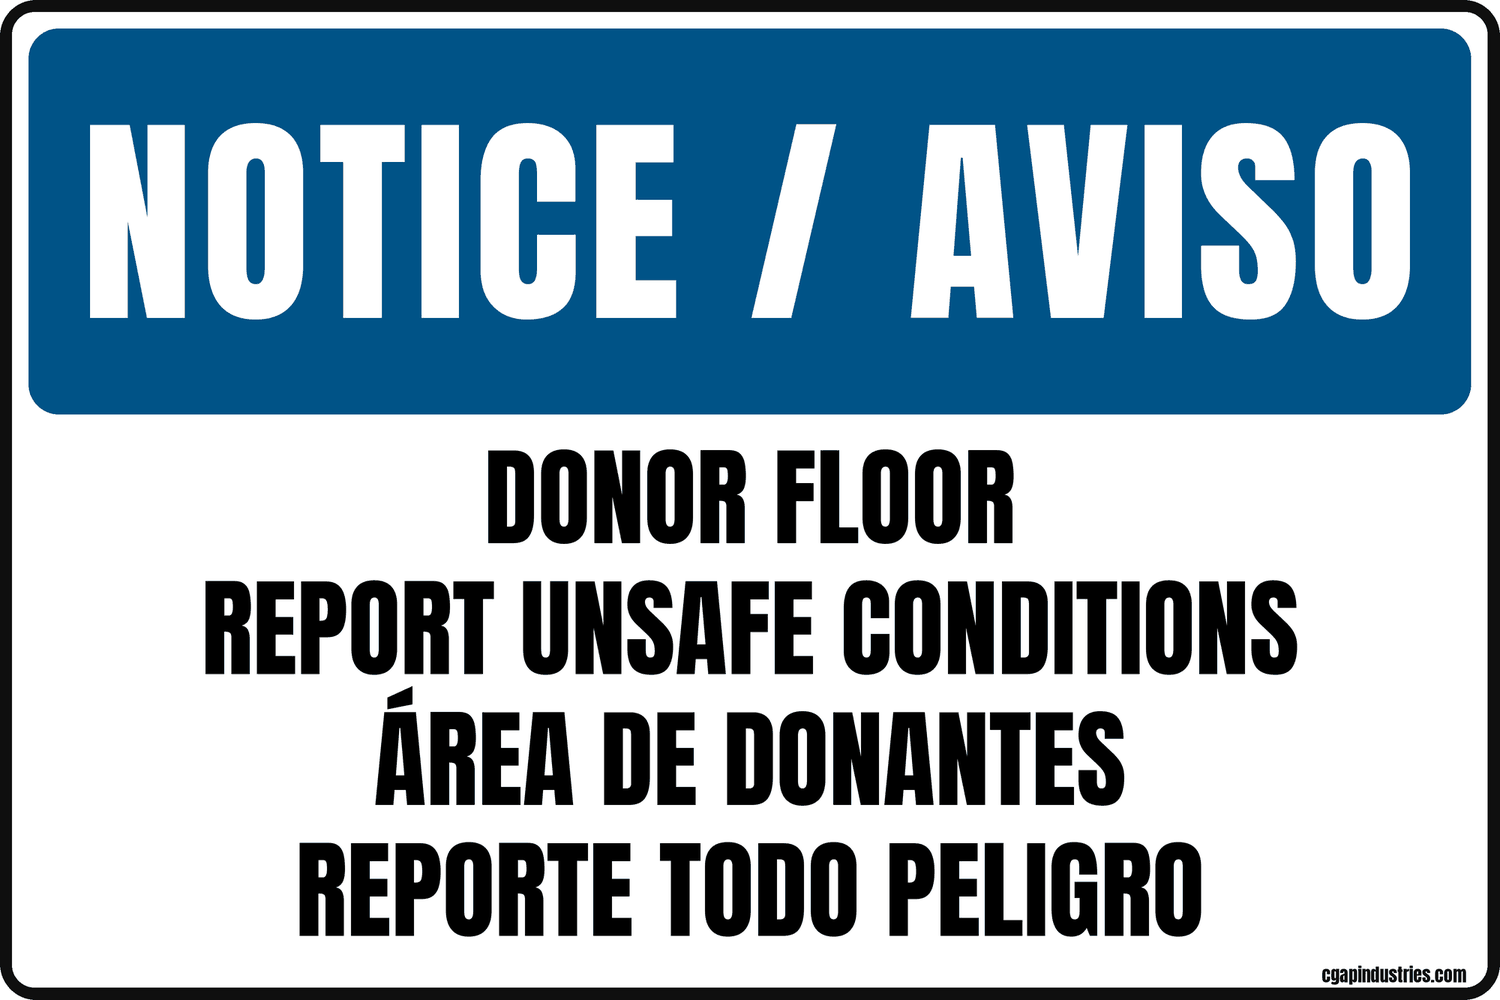 NOTICE / AVISO
DONOR FLOOR
REPORT UNSAFE CONDITIONS
ÁREA DE DONANTES
REPORTE TODO PELIGRO
cgapindustries.com